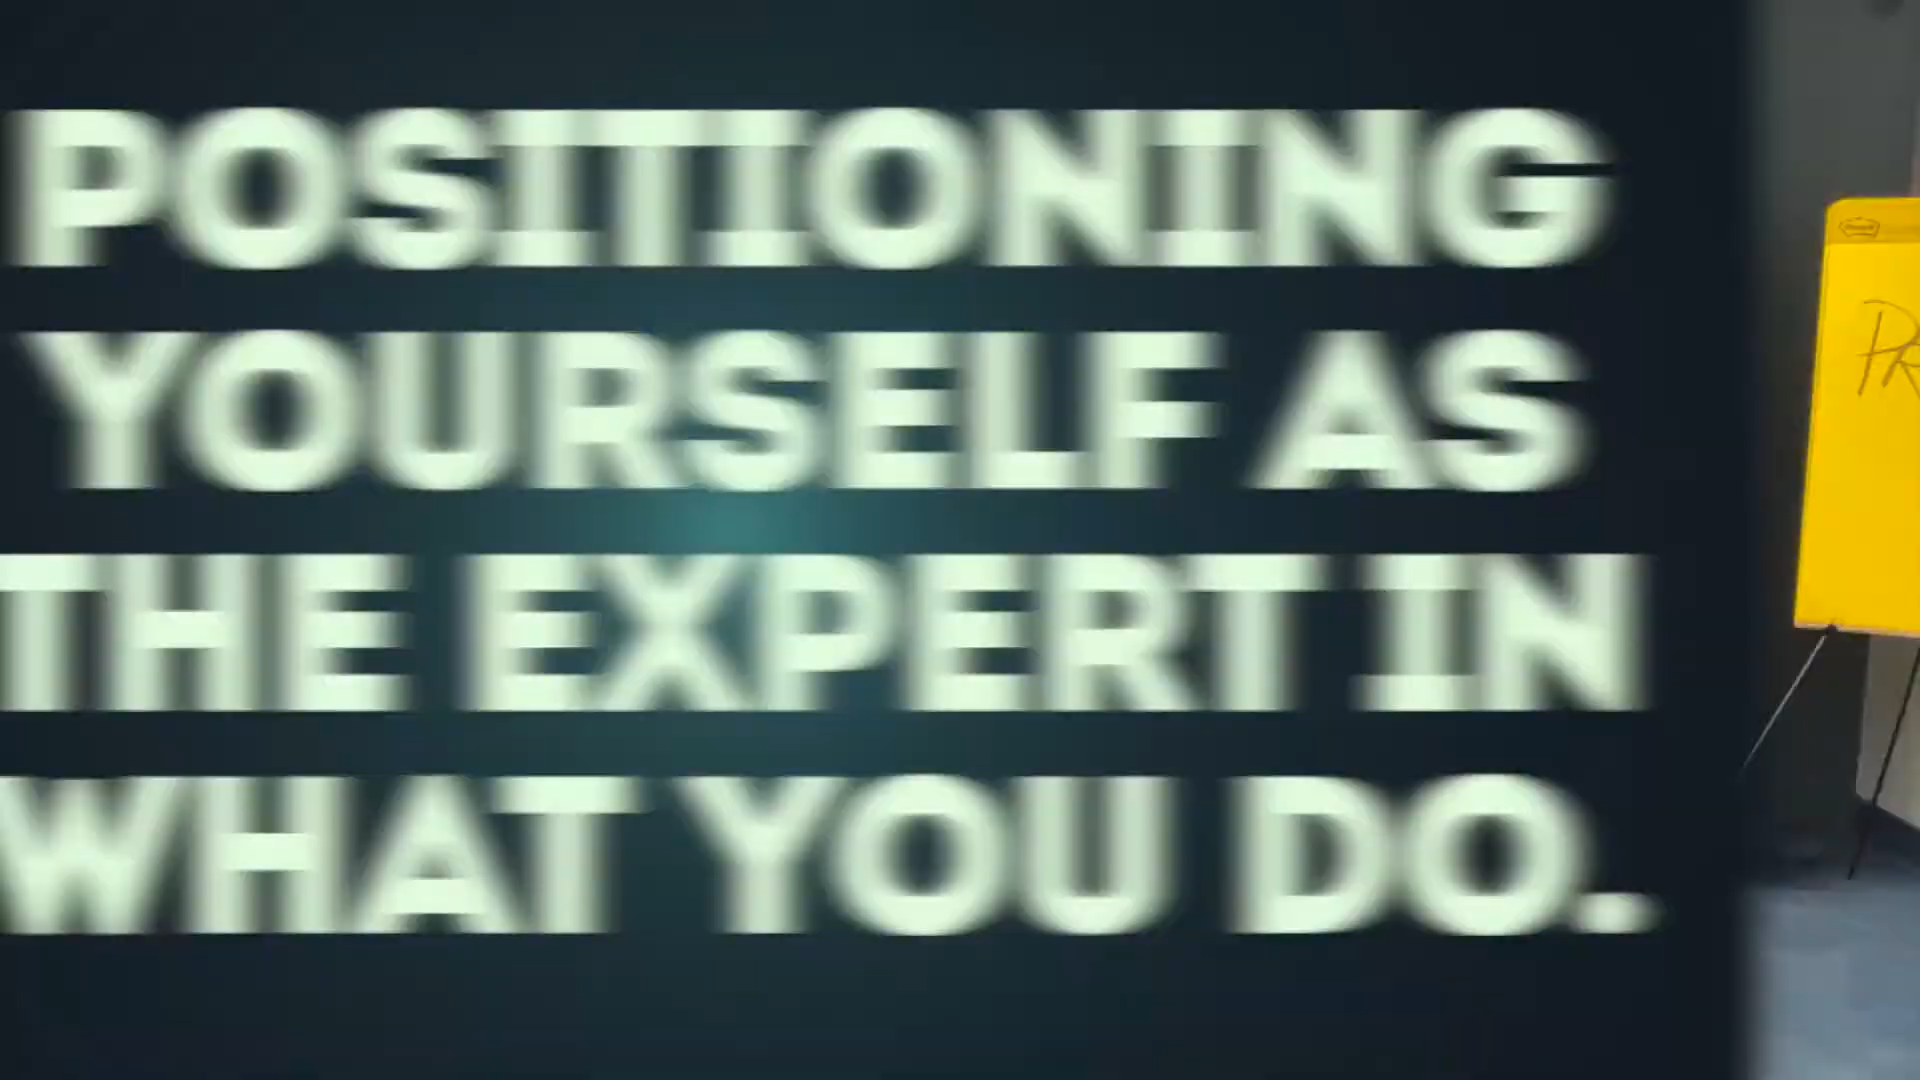 POSITIONING
YOURSELF AS
THE EXPERT IN
WHAT YOU DO.